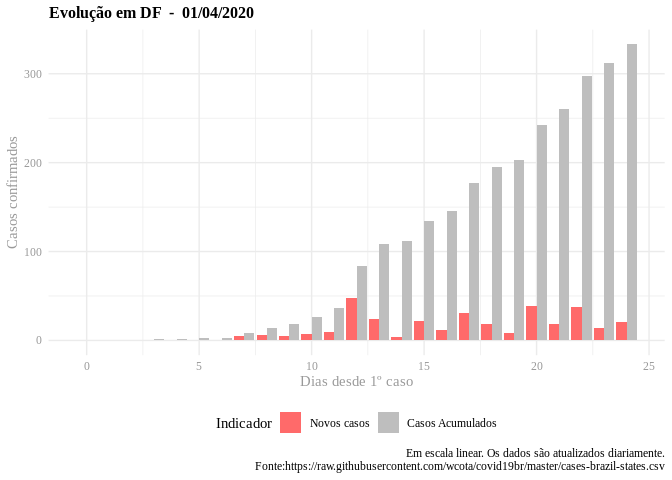 Evolução em DF  -  01/04/2020
Casos confirmados
300
200
100
0
0 5 10 15 20 25
Dias desde 1º caso
Indicador Novos casos Casos Acumulados
Em escala linear. Os dados são atualizados diariamente.
Fonte:https://raw.githubusercontent.com/wcota/covid19br/master/cases-brazil-states.csv